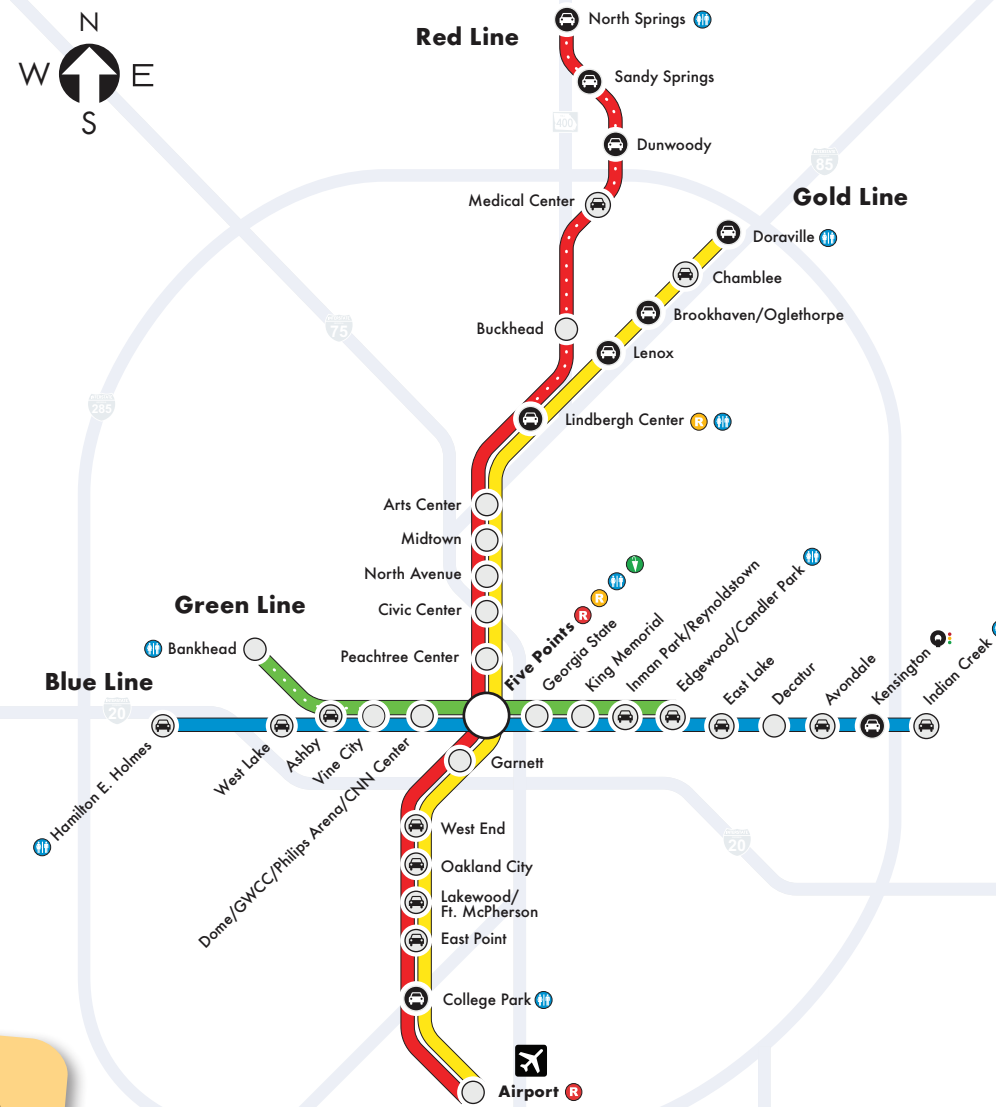 N
W E
S
Red Line
North Springs
Sandy Springs
400
Dunwoody
85
Medical Center
Gold Line
Doraville
Chamblee
Brookhaven/Oglethorpe
75
Buckhead
Lenox
285
Lindbergh Center R
Arts Center
Midtown
North Avenue
Civic Center
Peachtree Center
Green Line
Bankhead
Blue Line
20
Five Points R R
Georgia State
King Memorial
Inman Park/Reynoldstown
Edgewood/Candler Park
East Lake
Decatur
Avondale
Kensington
Indian Creek
Hamilton E. Holmes
West Lake
Ashby
Vine City
Dome/GWCC/Philips Arena/CNN Center
Garnett
West End
20
Oakland City
Lakewood/
Ft. McPherson
East Point
College Park
Airport R